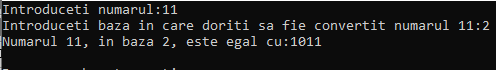 Introduceti numarul:11
Introduceti baza in care doriti sa fie convertit numarul 11:2
Numarul 11, in baza 2, este egal cu:1011